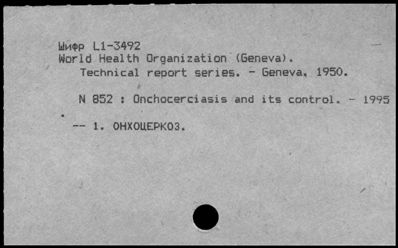 Шифр L1-3492
World Health Organization (Geneva).
Technical report series. - Geneva, 1950.
N 852 : Onchocerciasis and its control. - 1995
-- 1. ОНХОЦЕРКОЗ.